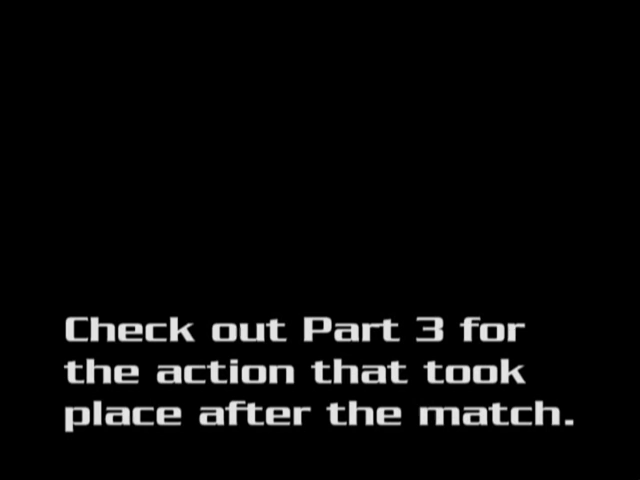 Check out Part 3 for
the action that took
place after the match.